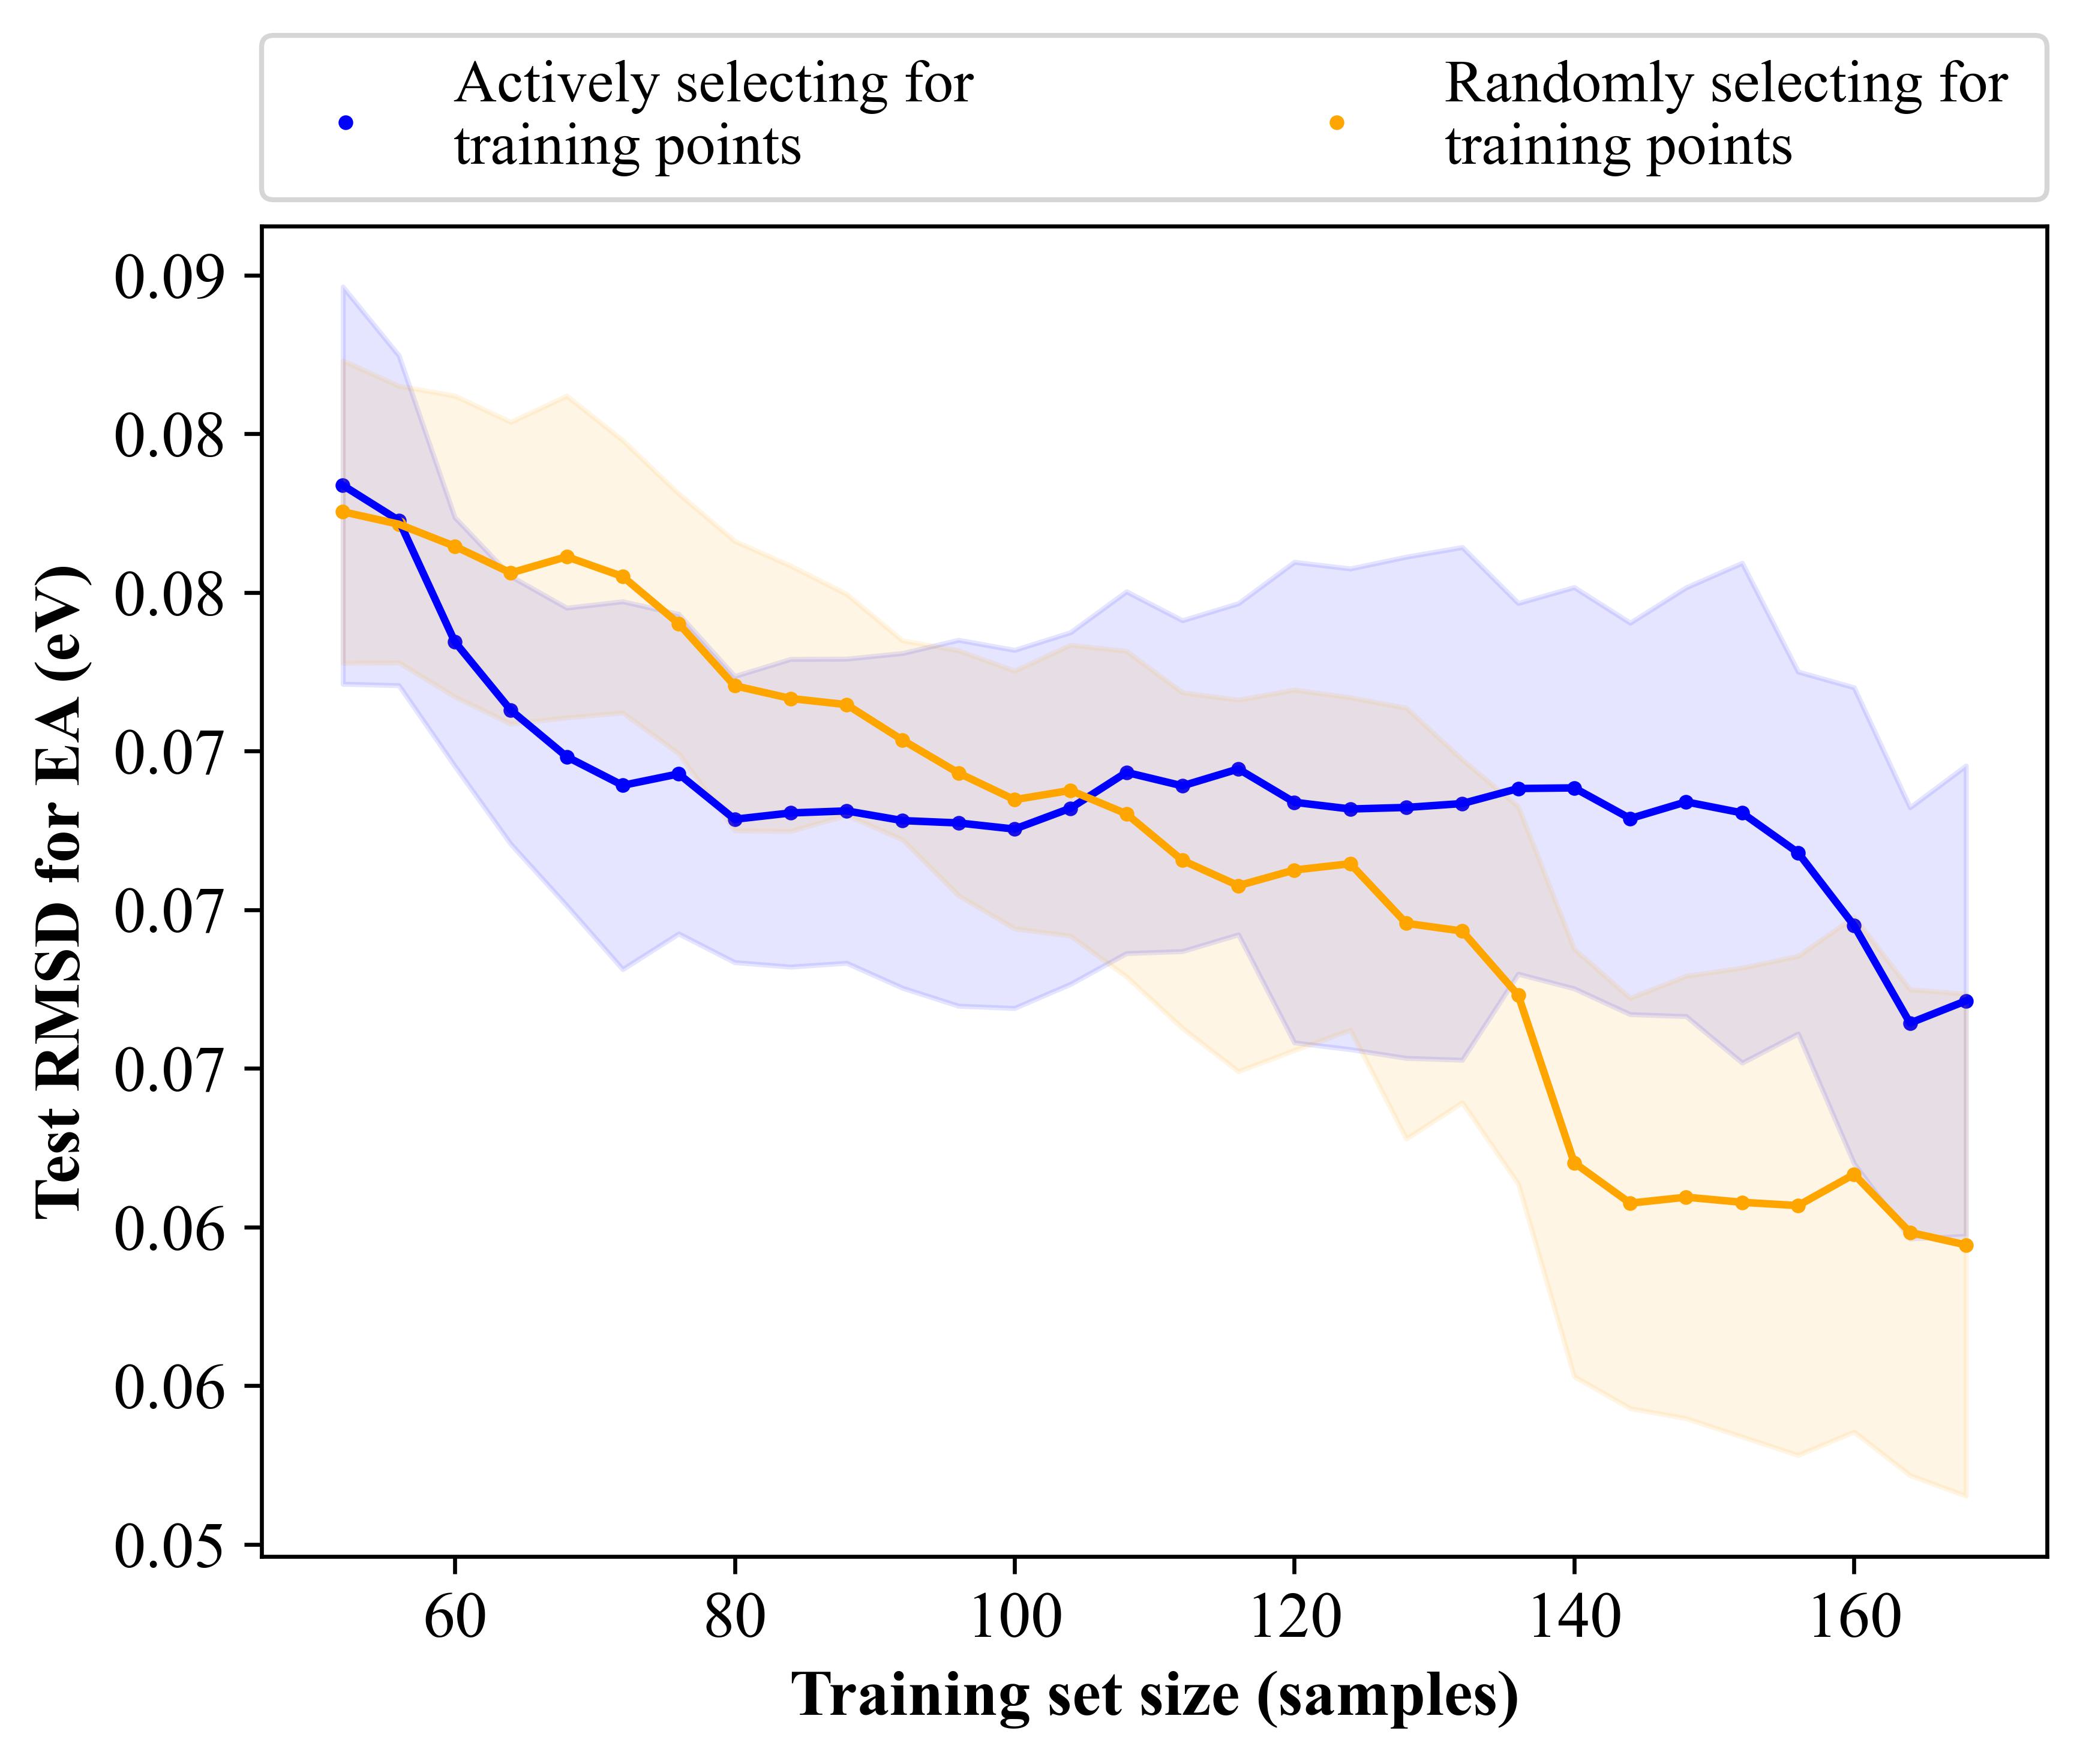 Actively selecting for
training points
Randomly selecting for
training points
0.09
0.08
0.08
0.07
0.07
0.07
0.06
0.06
0.05
Test RMSD for EA (eV)
60 80 100 120 140 160
Training set size (samples)